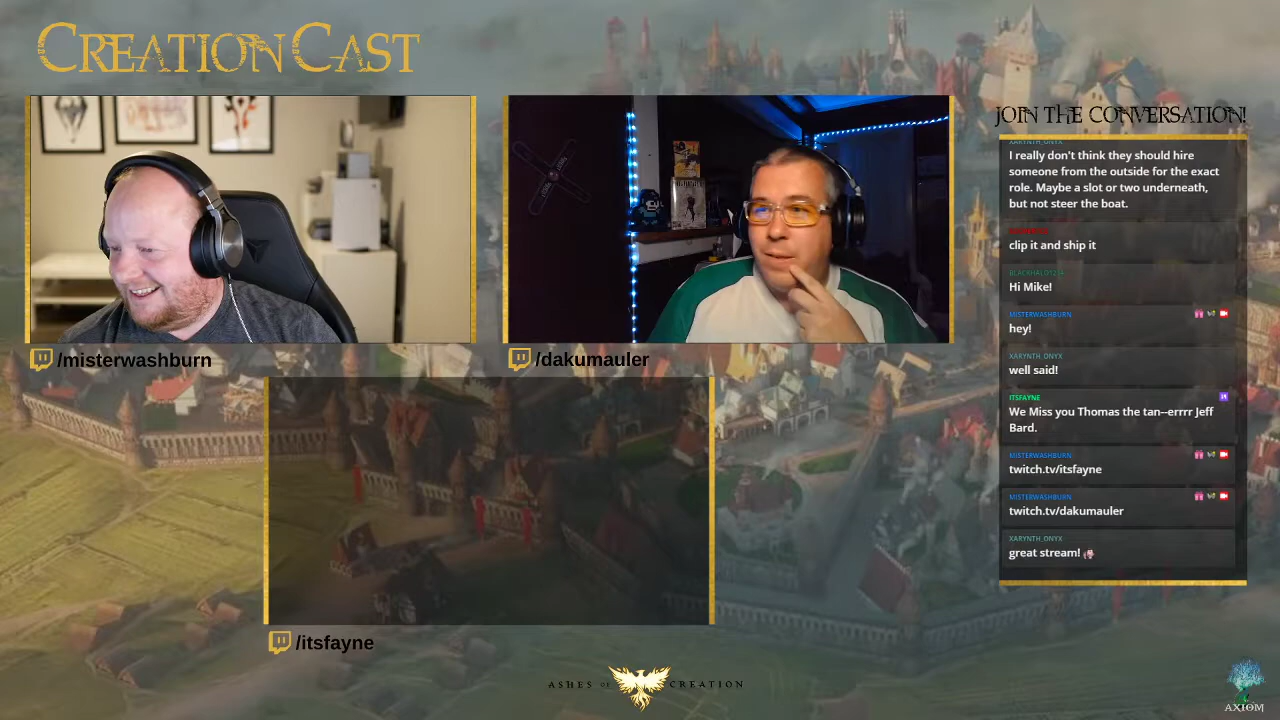 CREATIONCAST
JOIN THE CONVERSATION!
XARYNTH_ONYX
I really don't think they should hire
someone from the outside for the exact
role. Maybe a slot or two underneath,
but not steer the boat.
clip it and ship it
BLACKHALO1234
Hi Mike!
MISTERWASHBURN
hey!
XARYNTH_ONYX
well said!
ITSFAYNE
We Miss you Thomas the tan--errrr Jeff
Bard.
MISTERWASHBURN
twitch.tv/itsfayne
MISTERWASHBURN
twitch.tv/dakumauler
XARYNTH_ONYX
great stream!
/misterwashburn
/dakumauler
/itsfayne
ASHES OF CREATION
AXIOM